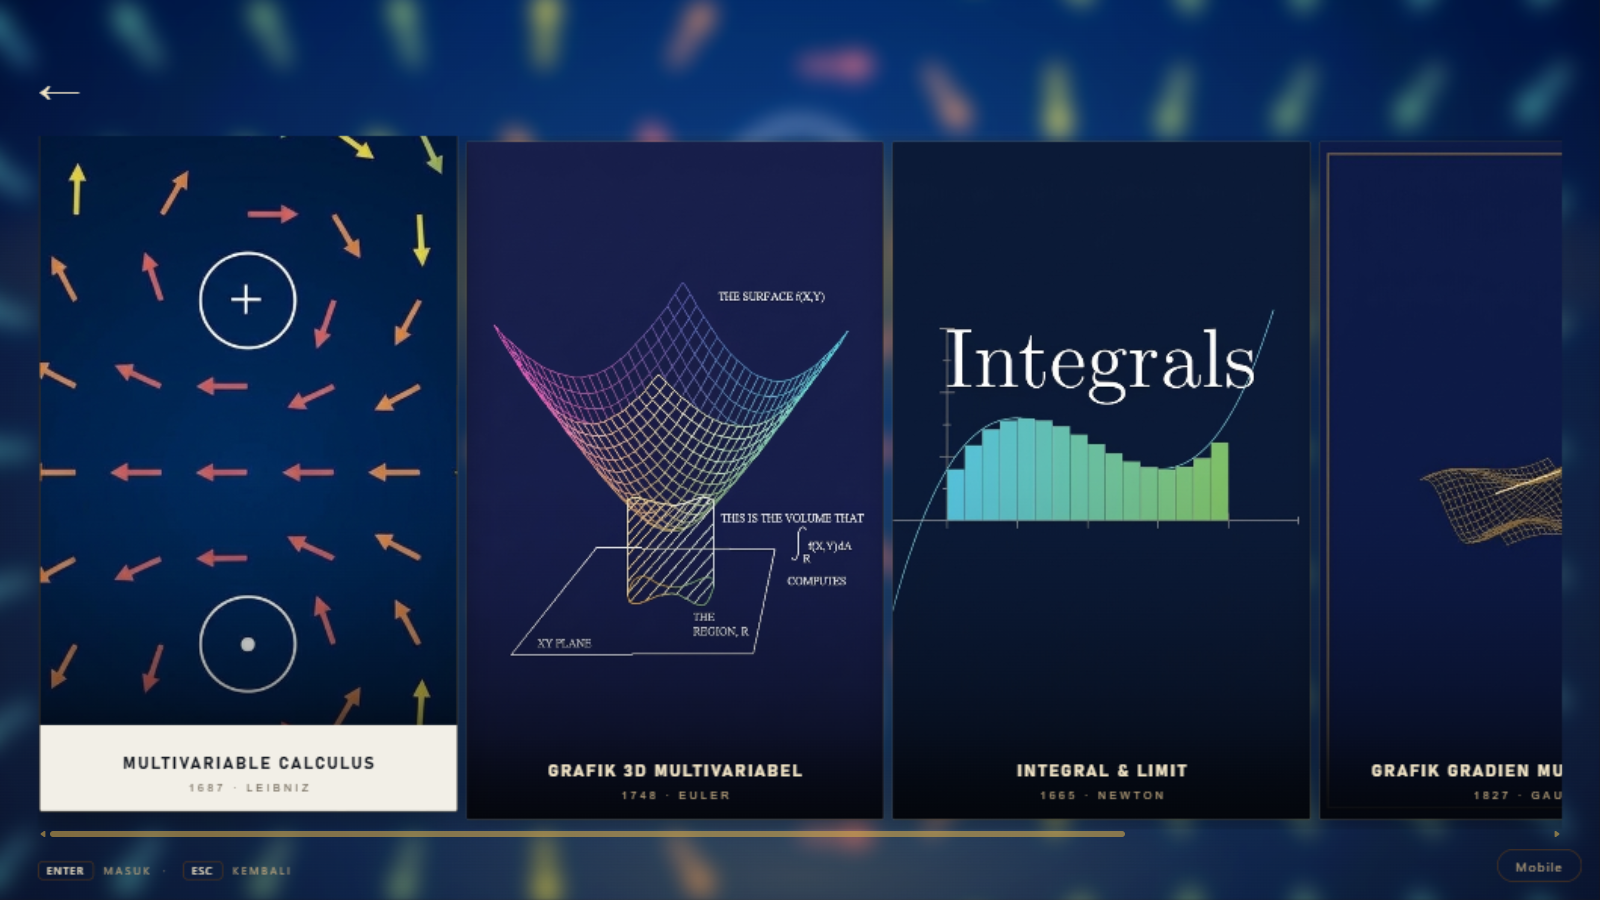 MULTIVARIABLE CALCULUS
1687 · LEIBNIZ
THE SURFACE f(X,Y)
THIS IS THE VOLUME THAT
∫R f(X,Y)dA
COMPUTES
THE
REGION, R
XY PLANE
GRAFIK 3D MULTIVARIABEL
1748 · EULER
Integrals
INTEGRAL & LIMIT
1665 · NEWTON
GRAFIK GRADIEN MU
1827 · GAU
ENTER MASUK · ESC KEMBALI
Mobile